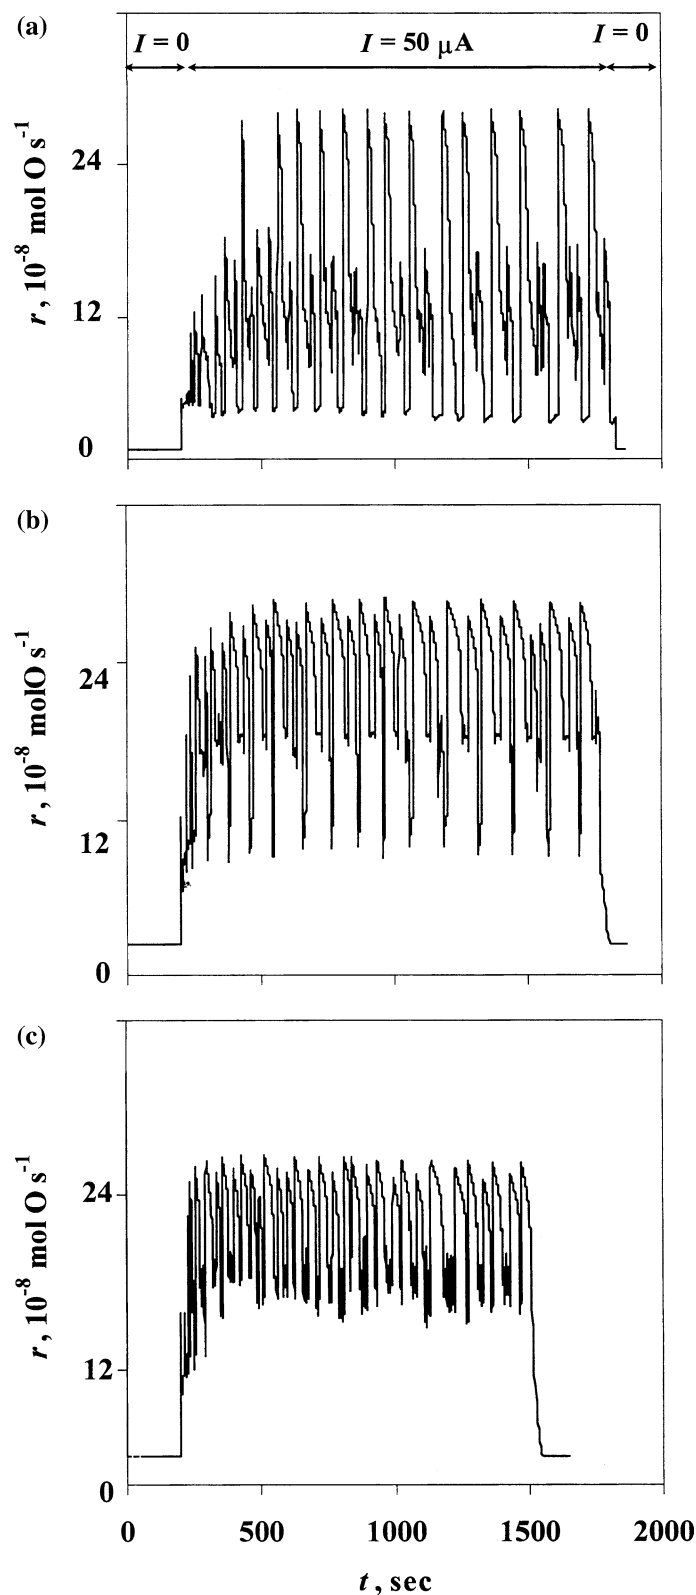 (a)
I = 0
I = 50 μA
I = 0
r, 10⁻⁸ mol O s⁻¹
24
12
0
(b)
r, 10⁻⁸ molO s⁻¹
24
12
0
(c)
r, 10⁻⁸ mol O s⁻¹
24
12
0
0 500 1000 1500 2000
t, sec